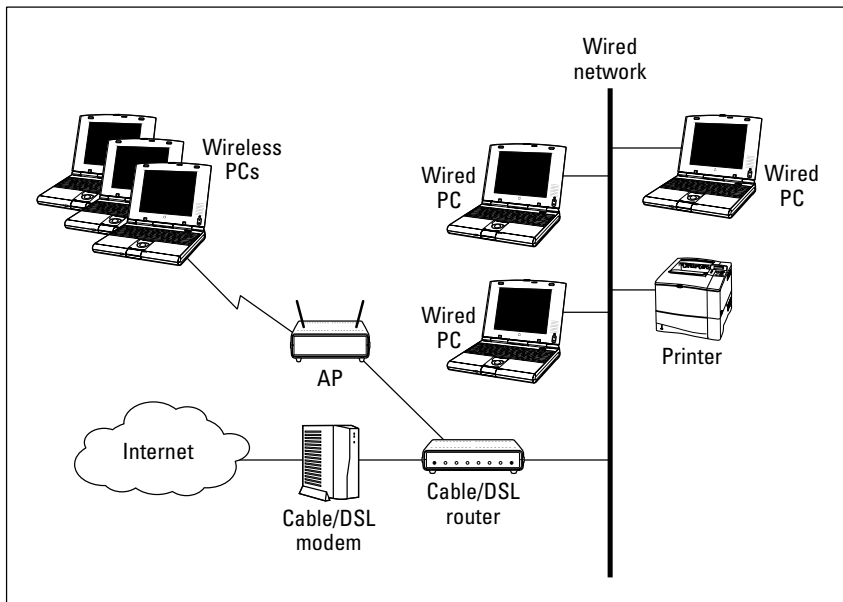 Wired
network
Wireless
PCs
Wired
PC
Wired
PC
Wired
PC
Printer
AP
Internet
Cable/DSL
modem
Cable/DSL
router